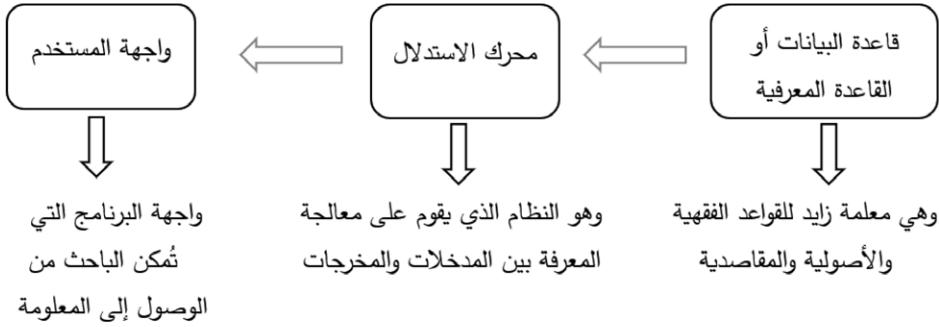 قاعدة البيانات أو
القاعدة المعرفية
محرك الاستدلال
واجهة المستخدم
وهي معلمة زايد للقواعد الفقهية
والأصولية والمقاصدية
وهو النظام الذي يقوم على معالجة
المعرفة بين المدخلات والمخرجات
واجهة البرنامج التي
تُمكن الباحث من
الوصول إلى المعلومة